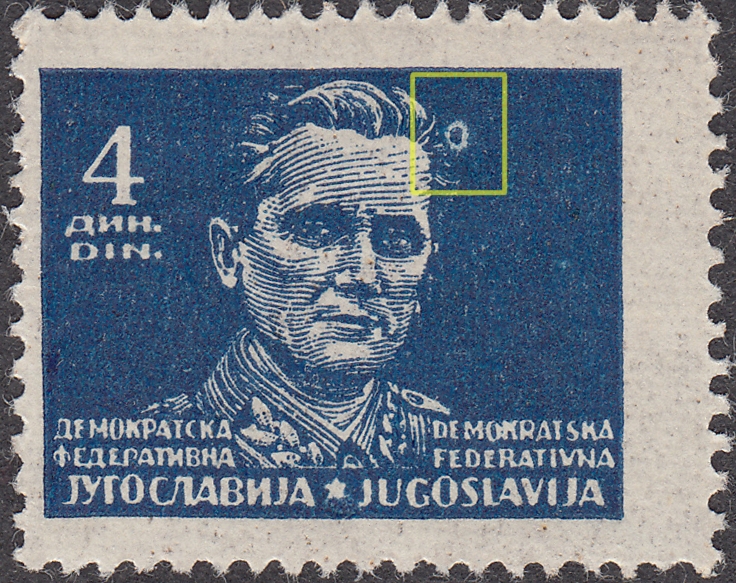 4
ДИН.
DIN.
ДЕМОКРАТСКА
ФЕДЕРАТИВНА
ЈУГОСЛАВИЈА
DEMOKRATSKA
FEDERATIVNA
JUGOSLAVIJA